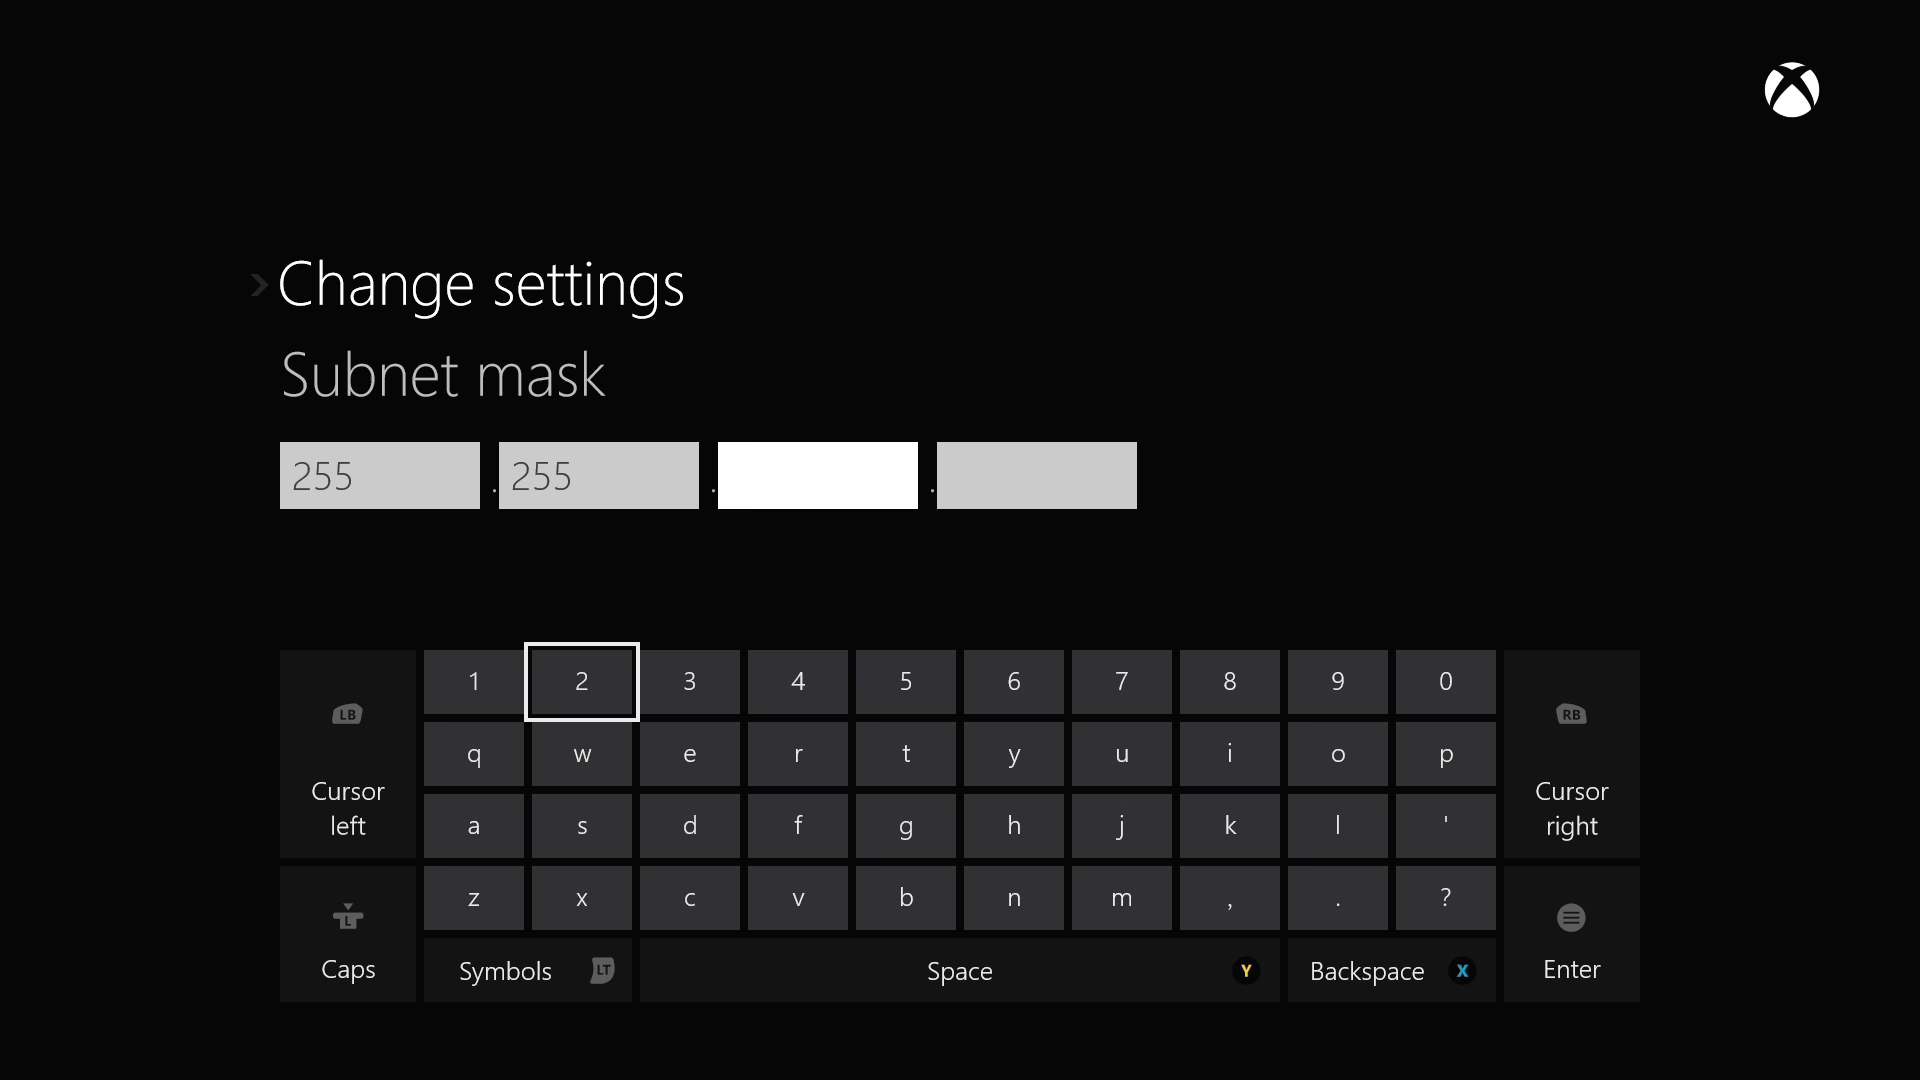 Change settings
Subnet mask
255 . 255 . .
1 2 3 4 5 6 7 8 9 0
LB
RB
q w e r t y u i o p
Cursor left
Cursor right
a s d f g h j k l '
z x c v b n m , . ?
L
Caps
Enter
Symbols LT Space Y Backspace X